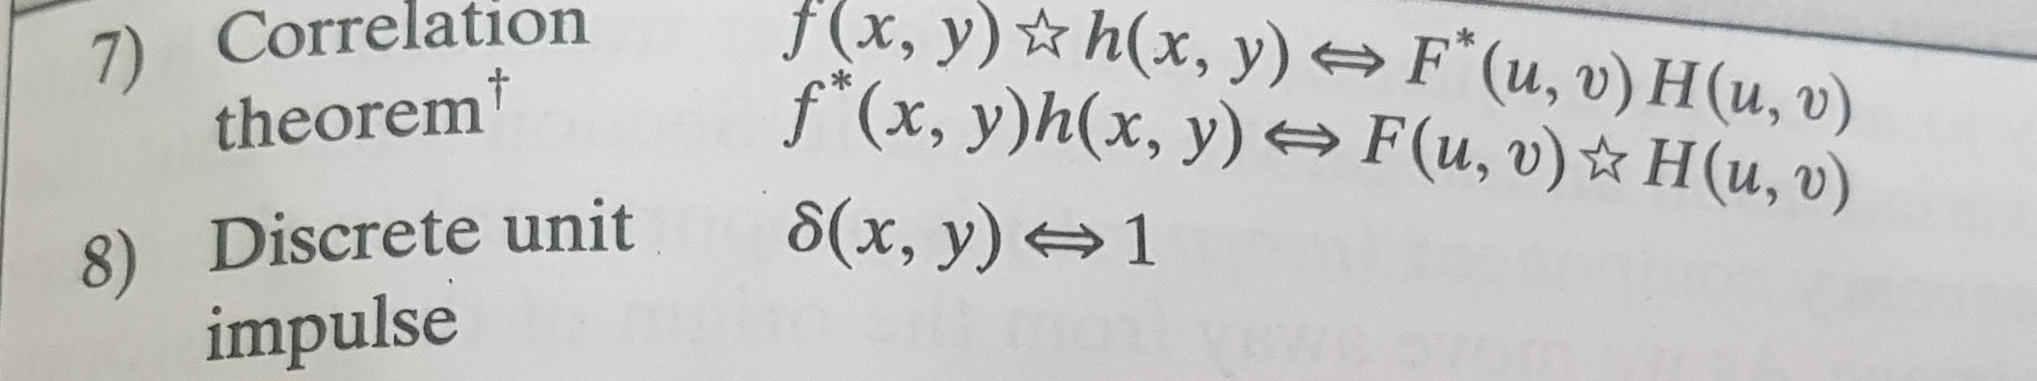 7) Correlation theorem† f(x, y) ☆ h(x, y) ⇔ F*(u, v) H(u, v)
f*(x, y)h(x, y) ⇔ F(u, v) ☆ H(u, v)
8) Discrete unit impulse δ(x, y) ⇔ 1